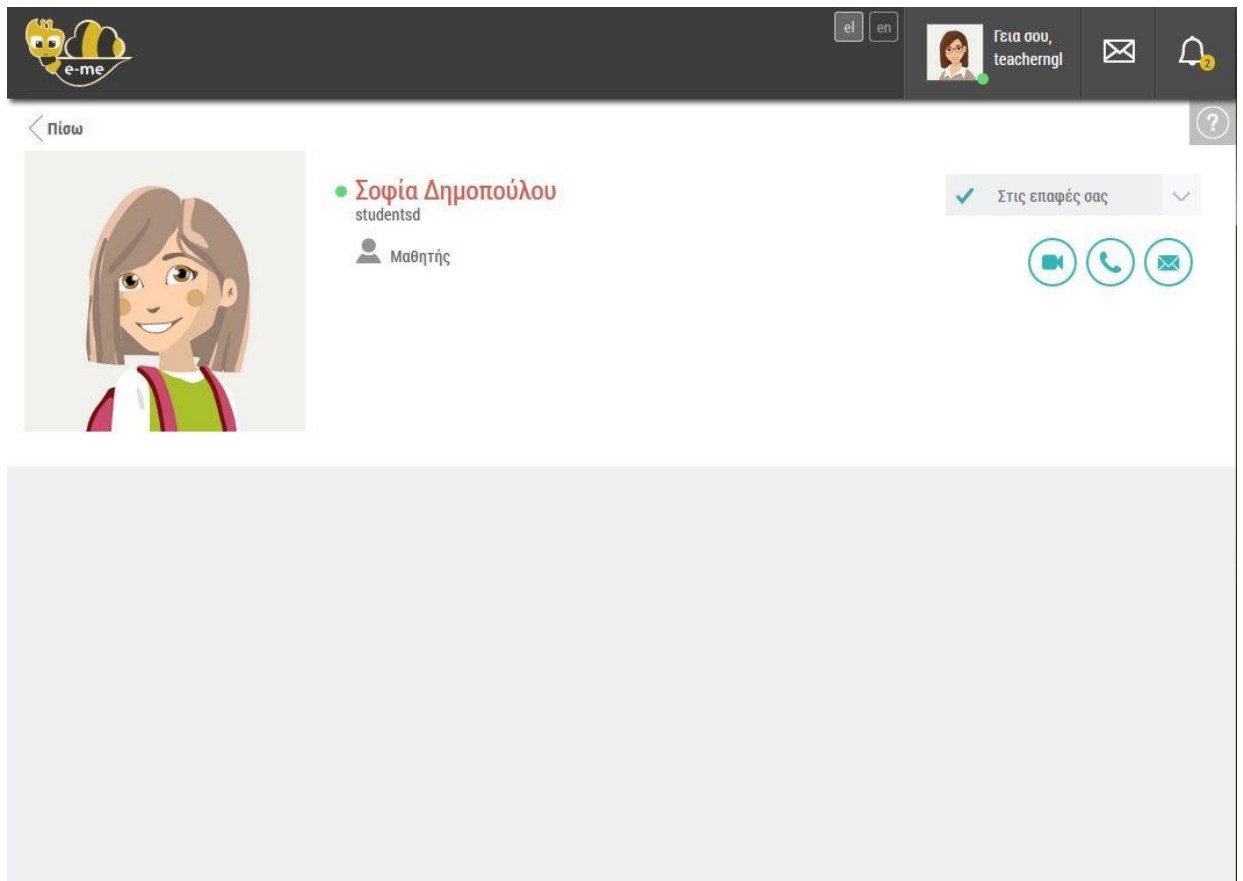 e-me
el en
Γεια σου,
teacherngl
2
Πίσω
?
Σοφία Δημοπούλου
studentsd
Μαθητής
Στις επαφές σας